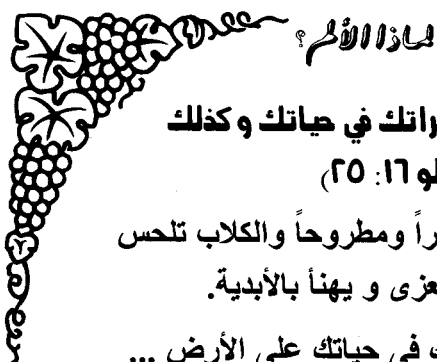 لماذا الألم؟
راتك في حياتك وكذلك
لو ١٦: ٢٥)
راً ومطروحاً والكلاب تلحس
عزى و يهنأ بالأبدية.
في حياتك على الأرض ...